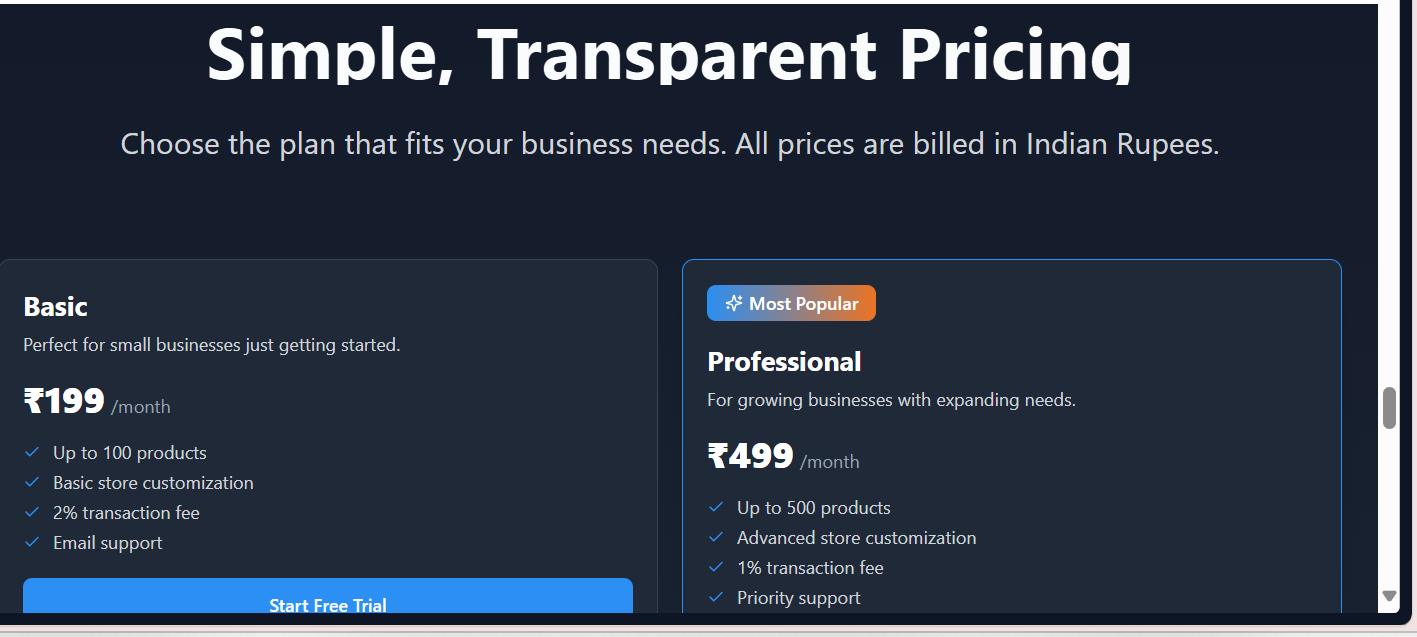 Simple, Transparent Pricing
Choose the plan that fits your business needs. All prices are billed in Indian Rupees.
Basic
Perfect for small businesses just getting started.
₹199 /month
Up to 100 products
Basic store customization
2% transaction fee
Email support
Start Free Trial
Most Popular
Professional
For growing businesses with expanding needs.
₹499 /month
Up to 500 products
Advanced store customization
1% transaction fee
Priority support